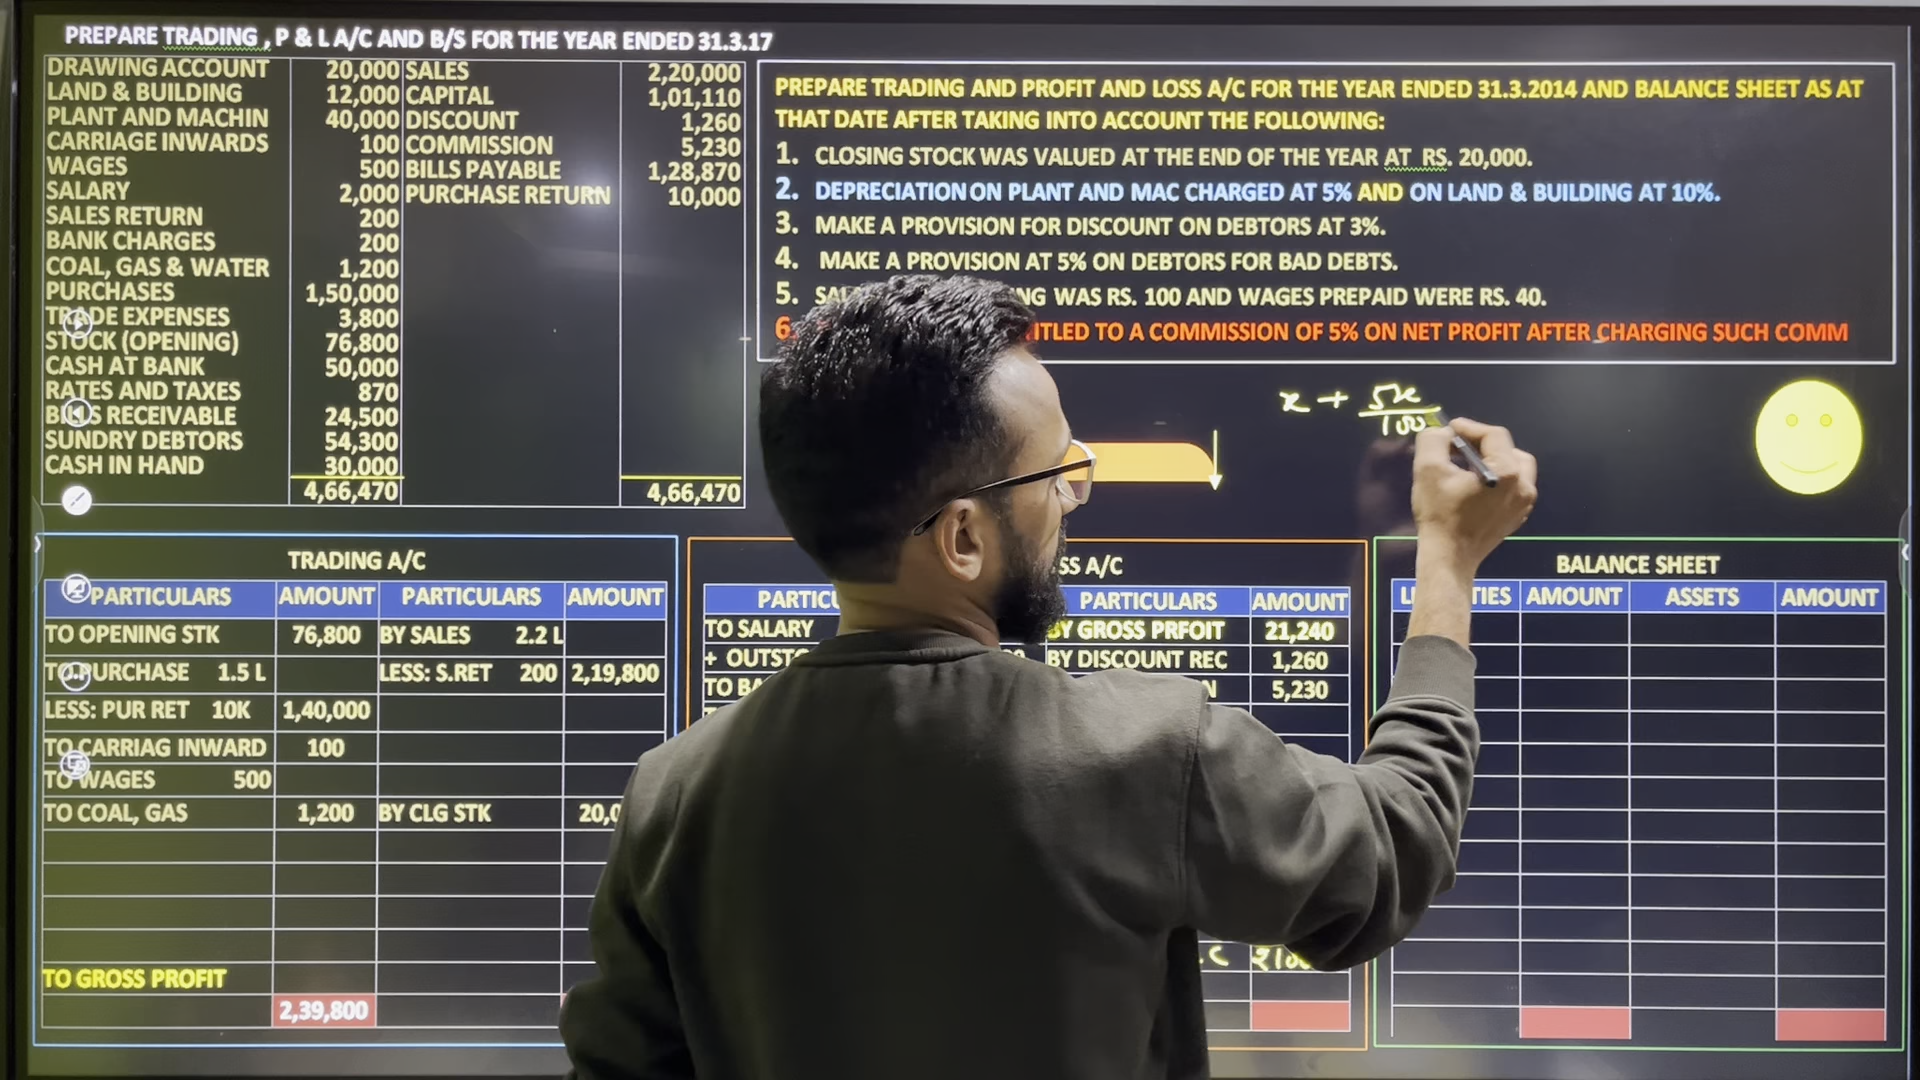 PREPARE TRADING , P & L A/C AND B/S FOR THE YEAR ENDED 31.3.17
DRAWING ACCOUNT 20,000 SALES 2,20,000
LAND & BUILDING 12,000 CAPITAL 1,01,110
PLANT AND MACHIN 40,000 DISCOUNT 1,260
CARRIAGE INWARDS 100 COMMISSION 5,230
WAGES 500 BILLS PAYABLE 1,28,870
SALARY 2,000 PURCHASE RETURN 10,000
SALES RETURN 200
BANK CHARGES 200
COAL, GAS & WATER 1,200
PURCHASES 1,50,000
TRADE EXPENSES 3,800
STOCK (OPENING) 76,800
CASH AT BANK 50,000
RATES AND TAXES 870
BILLS RECEIVABLE 24,500
SUNDRY DEBTORS 54,300
CASH IN HAND 30,000
4,66,470 4,66,470
PREPARE TRADING AND PROFIT AND LOSS A/C FOR THE YEAR ENDED 31.3.2014 AND BALANCE SHEET AS AT
THAT DATE AFTER TAKING INTO ACCOUNT THE FOLLOWING:
1. CLOSING STOCK WAS VALUED AT THE END OF THE YEAR AT RS. 20,000.
2. DEPRECIATION ON PLANT AND MAC CHARGED AT 5% AND ON LAND & BUILDING AT 10%.
3. MAKE A PROVISION FOR DISCOUNT ON DEBTORS AT 3%.
4. MAKE A PROVISION AT 5% ON DEBTORS FOR BAD DEBTS.
5. WAS RS. 100 AND WAGES PREPAID WERE RS. 40.
6. TO A COMMISSION OF 5% ON NET PROFIT AFTER CHARGING SUCH COMM
x + 5x/100
TRADING A/C
PARTICULARS AMOUNT PARTICULARS AMOUNT
TO OPENING STK 76,800 BY SALES 2.2 L
TO PURCHASE 1.5 L LESS: S.RET 200 2,19,800
LESS: PUR RET 10K 1,40,000
TO CARRIAG INWARD 100
TO WAGES 500
TO COAL, GAS 1,200 BY CLG STK
TO GROSS PROFIT
2,39,800
A/C
PARTICULARS AMOUNT
TO SALARY BY GROSS PRFOIT 21,240
+ BY DISCOUNT REC 1,260
TO 5,230
BALANCE SHEET
AMOUNT ASSETS AMOUNT